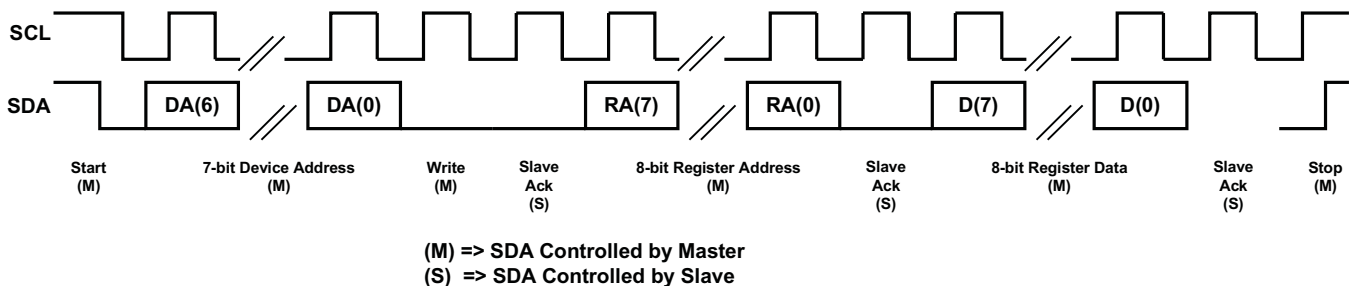 SCL
SDA
DA(6)
DA(0)
RA(7)
RA(0)
D(7)
D(0)
Start
(M)
7-bit Device Address
(M)
Write
(M)
Slave
Ack
(S)
8-bit Register Address
(M)
Slave
Ack
(S)
8-bit Register Data
(M)
Slave
Ack
(S)
Stop
(M)
(M) => SDA Controlled by Master
(S) => SDA Controlled by Slave